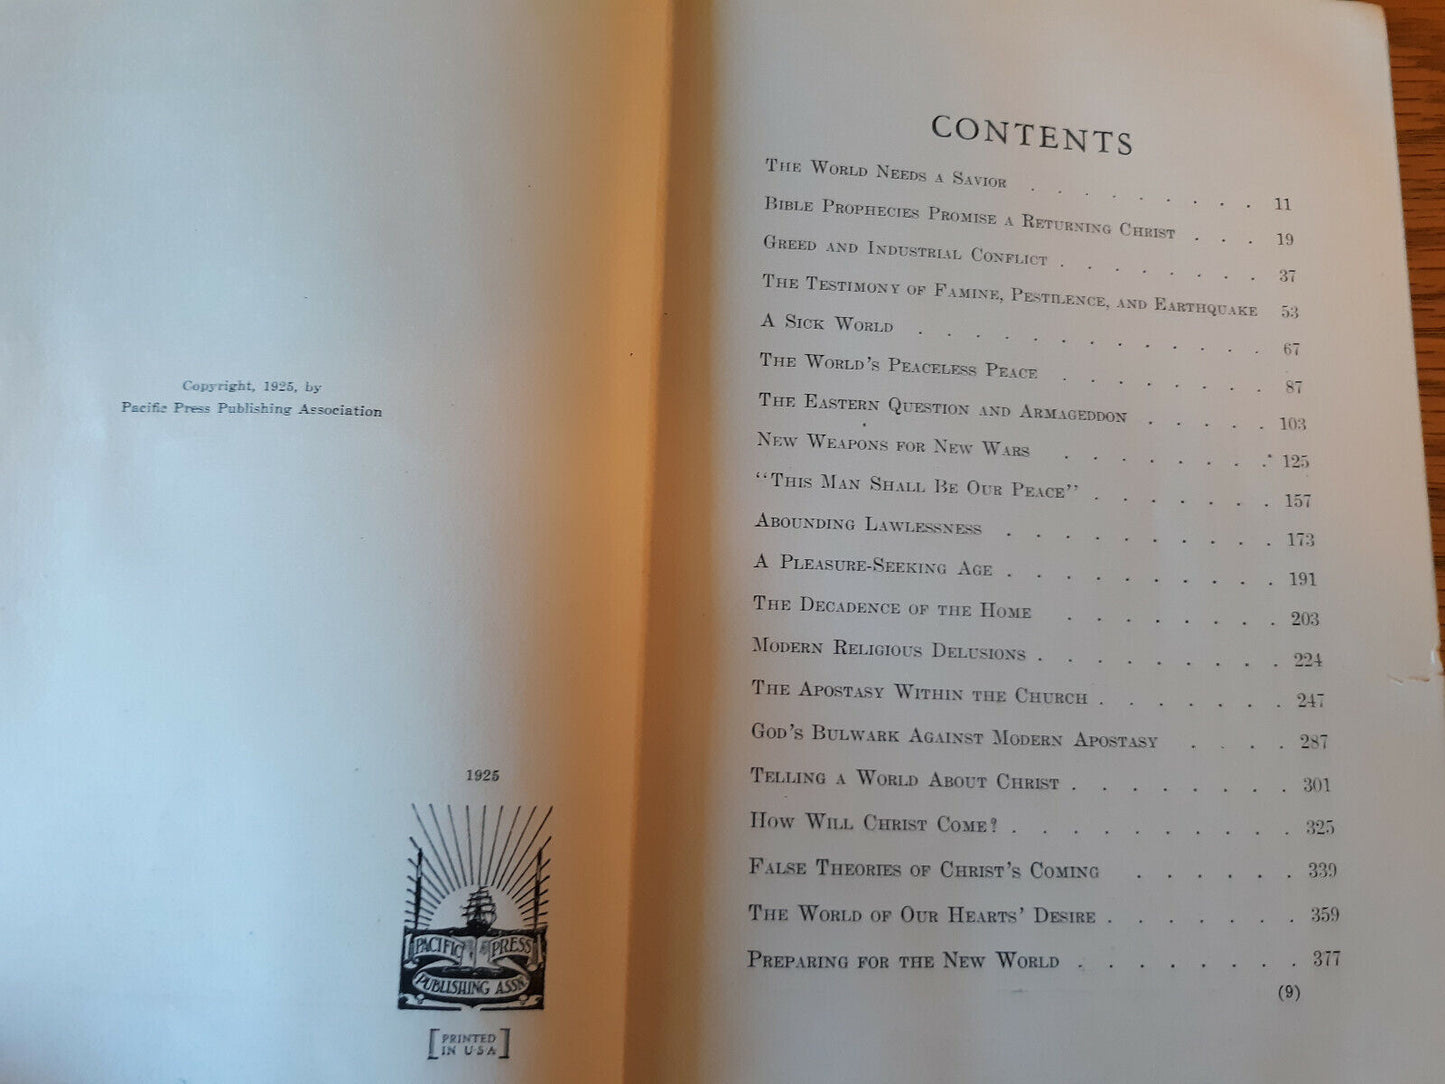 Copyright, 1925, by
Pacific Press Publishing Association
1925
PACIFIC PRESS
PUBLISHING ASSN.
PRINTED
IN U·S·A
CONTENTS
THE WORLD NEEDS A SAVIOR . . . . . . . . . 11
BIBLE PROPHECIES PROMISE A RETURNING CHRIST . . . 19
GREED AND INDUSTRIAL CONFLICT . . . . . . . . 37
THE TESTIMONY OF FAMINE, PESTILENCE, AND EARTHQUAKE 53
A SICK WORLD . . . . . . . . . . . . . 67
THE WORLD'S PEACELESS PEACE . . . . . . . . 87
THE EASTERN QUESTION AND ARMAGEDDON . . . . . 103
NEW WEAPONS FOR NEW WARS . . . . . . . . 125
"THIS MAN SHALL BE OUR PEACE" . . . . . . . 157
ABOUNDING LAWLESSNESS . . . . . . . . . . 173
A PLEASURE-SEEKING AGE . . . . . . . . . . 191
THE DECADENCE OF THE HOME . . . . . . . . 203
MODERN RELIGIOUS DELUSIONS . . . . . . . . . 224
THE APOSTASY WITHIN THE CHURCH . . . . . . . 247
GOD'S BULWARK AGAINST MODERN APOSTASY . . . . 287
TELLING A WORLD ABOUT CHRIST . . . . . . . . 301
HOW WILL CHRIST COME? . . . . . . . . . . 325
FALSE THEORIES OF CHRIST'S COMING . . . . . . 339
THE WORLD OF OUR HEARTS' DESIRE . . . . . . . 359
PREPARING FOR THE NEW WORLD . . . . . . . . 377
(9)